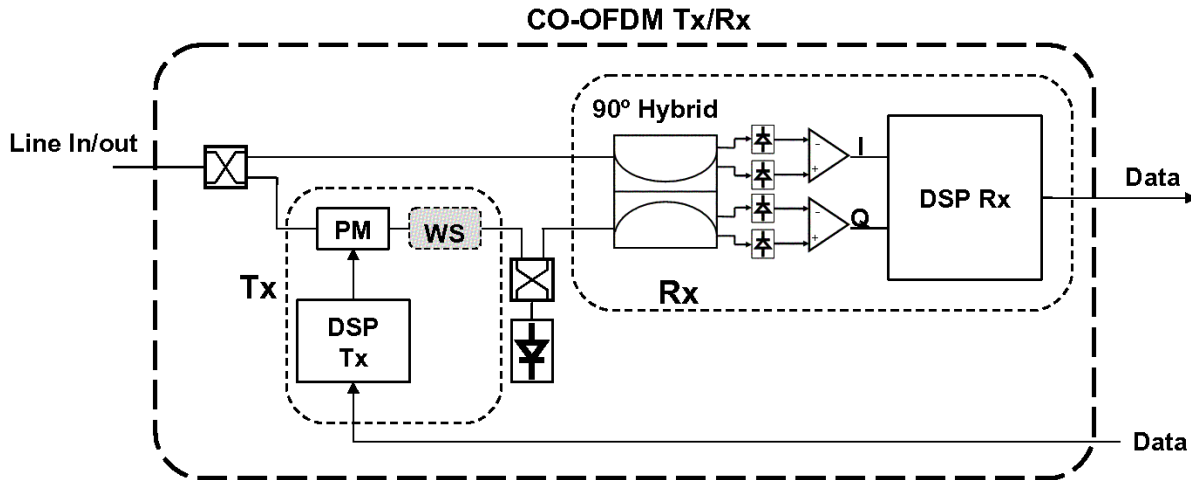 CO-OFDM Tx/Rx
Line In/out
90º Hybrid
-
+
I
-
+
Q
DSP Rx
Data
PM
WS
Tx
DSP
Tx
Rx
Data